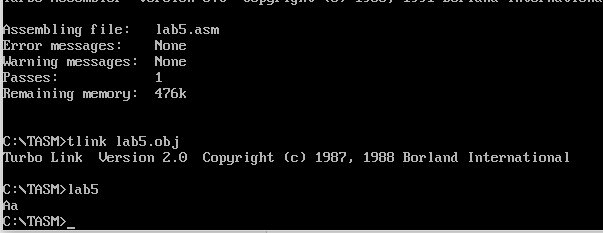 Turbo Assembler Version 3.0 Copyright (c) 1988, 1991 Borland International
Assembling file: lab5.asm
Error messages: None
Warning messages: None
Passes: 1
Remaining memory: 476k
C:\TASM>tlink lab5.obj
Turbo Link Version 2.0 Copyright (c) 1987, 1988 Borland International
C:\TASM>lab5
Aa
C:\TASM>_